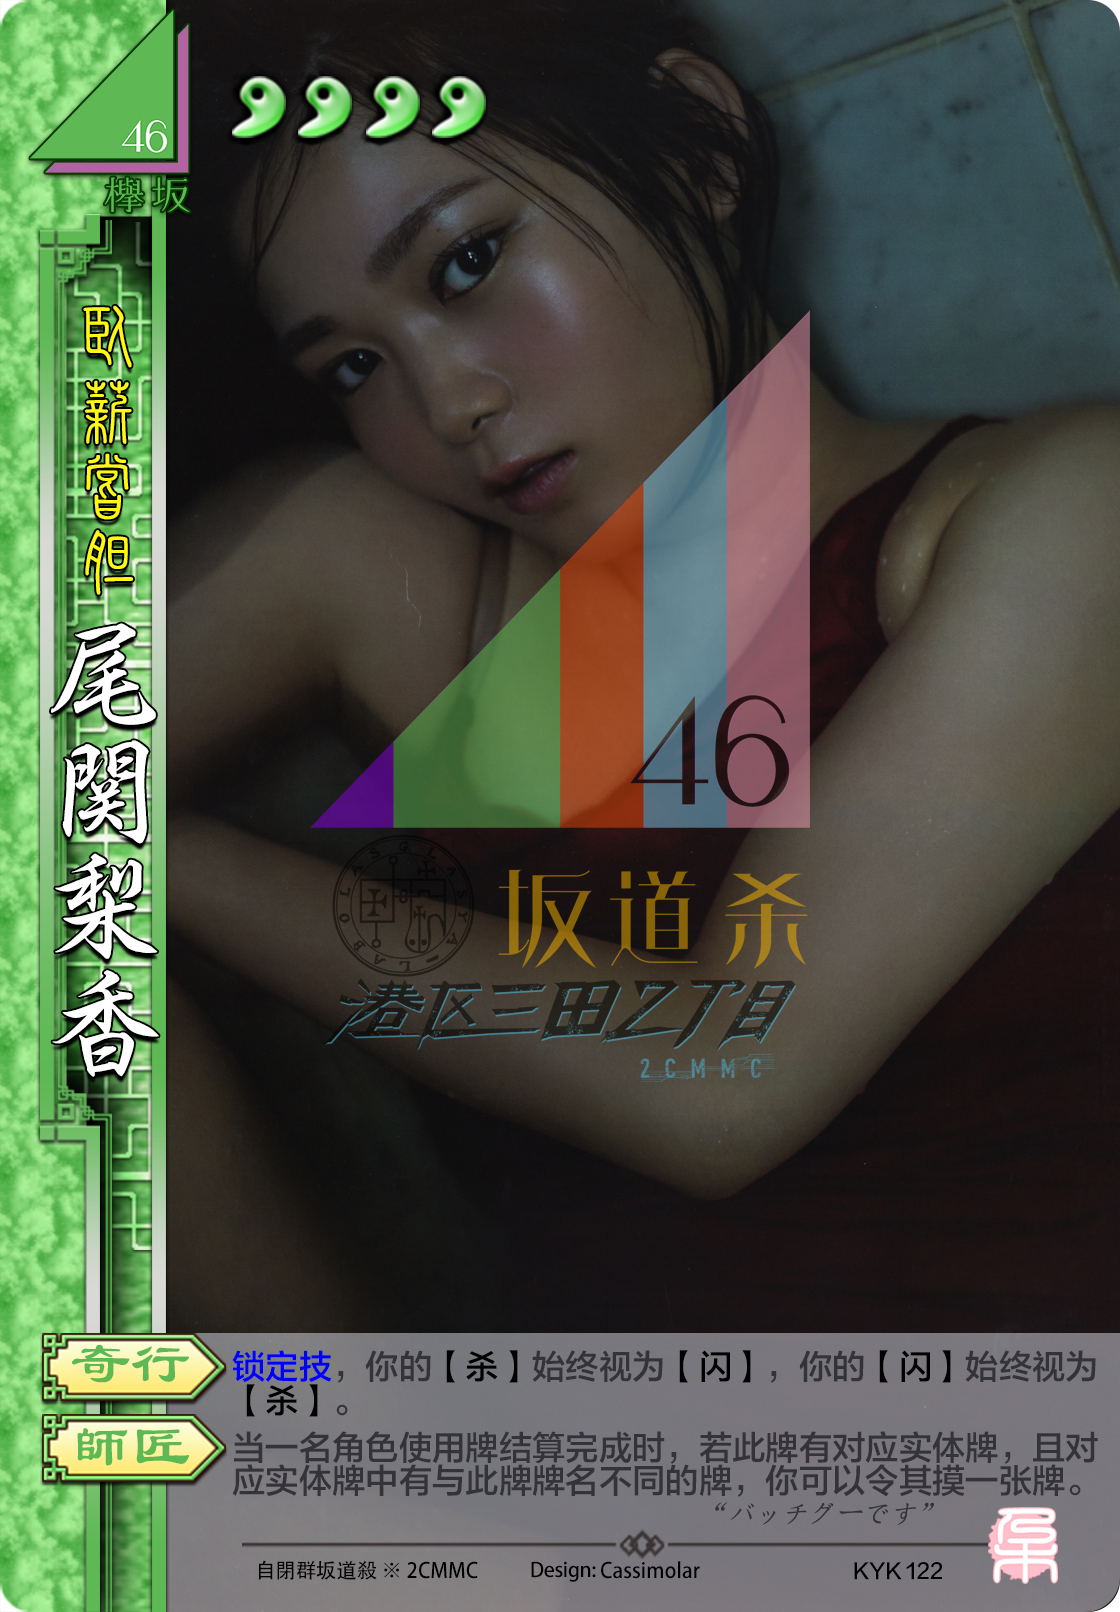 46
欅坂
臥薪嘗胆
尾関梨香
46
坂道杀
港区三田乙丁目
2CMMC
奇行
锁定技，你的【杀】始终视为【闪】，你的【闪】始终视为
【杀】。
師匠
当一名角色使用牌结算完成时，若此牌有对应实体牌，且对
应实体牌中有与此牌牌名不同的牌，你可以令其摸一张牌。
“バッチグーです”
自閉群坂道殺 ※ 2CMMC
Design: Cassimolar
KYK 122